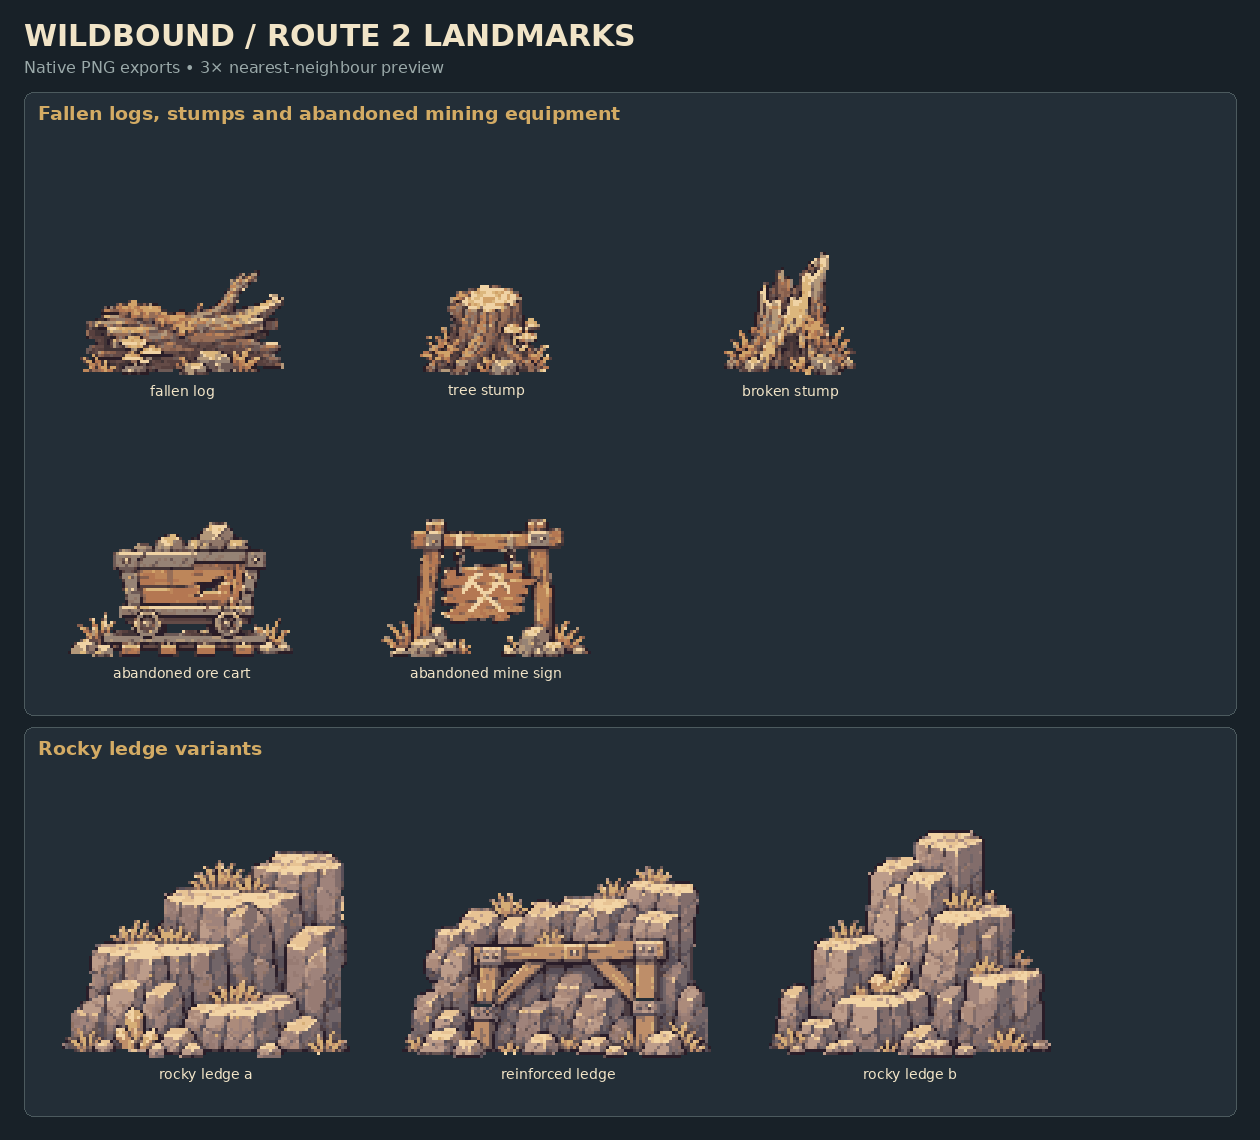 WILDBOUND / ROUTE 2 LANDMARKS
Native PNG exports • 3× nearest-neighbour preview
Fallen logs, stumps and abandoned mining equipment
fallen log
tree stump
broken stump
abandoned ore cart
abandoned mine sign
Rocky ledge variants
rocky ledge a
reinforced ledge
rocky ledge b